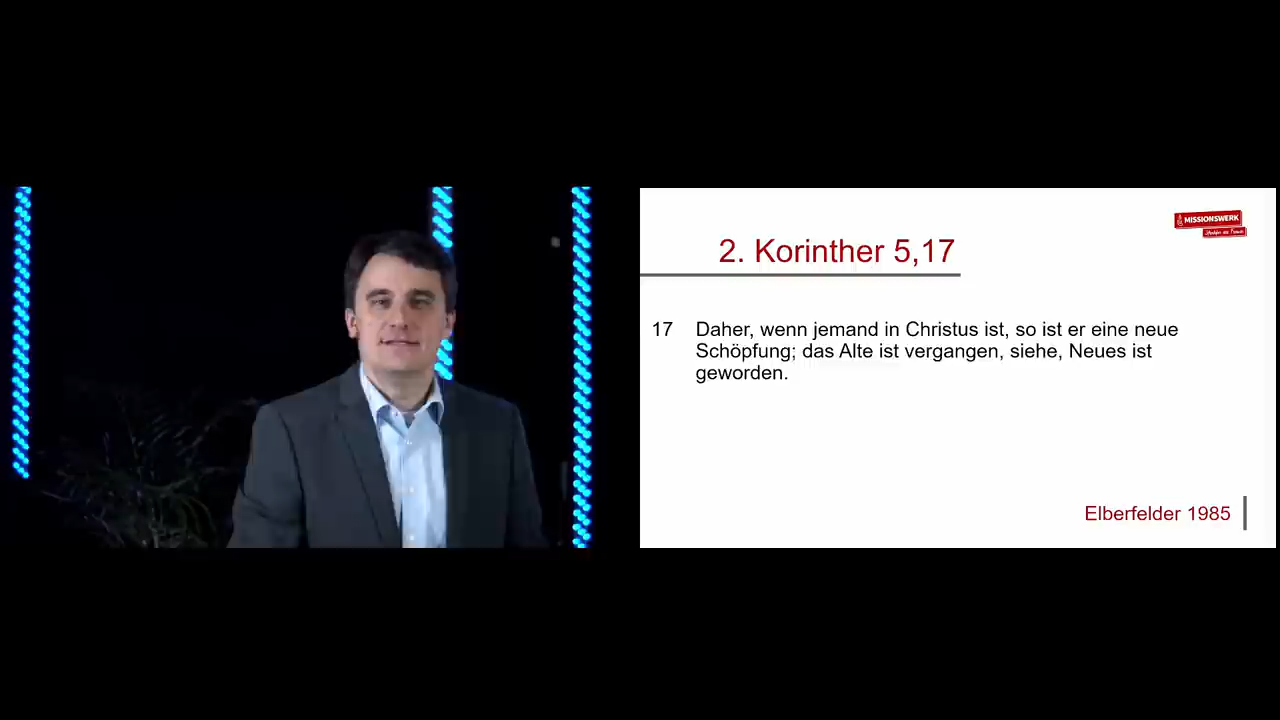 MISSIONSWERK
2. Korinther 5,17
17 Daher, wenn jemand in Christus ist, so ist er eine neue
Schöpfung; das Alte ist vergangen, siehe, Neues ist
geworden.
Elberfelder 1985